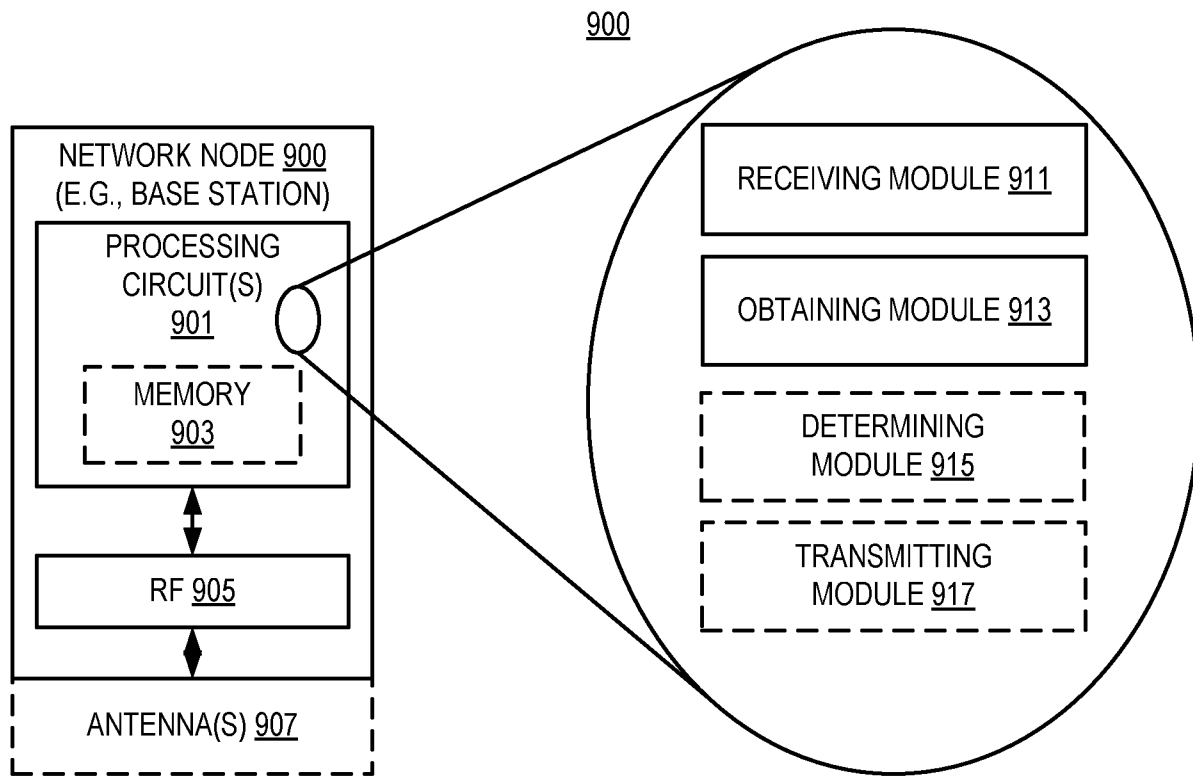 900
NETWORK NODE 900
(E.G., BASE STATION)
PROCESSING
CIRCUIT(S)
901
MEMORY
903
RF 905
ANTENNA(S) 907
RECEIVING MODULE 911
OBTAINING MODULE 913
DETERMINING
MODULE 915
TRANSMITTING
MODULE 917